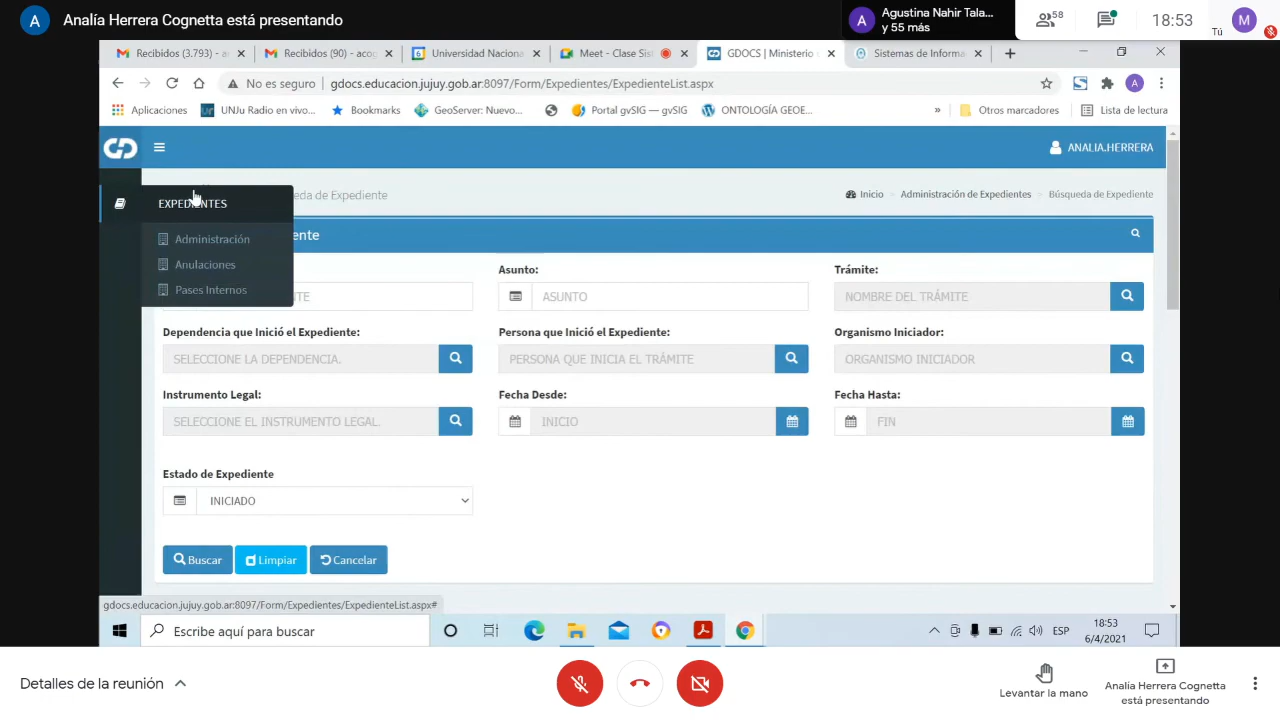 A Analía Herrera Cognetta está presentando
A Agustina Nahir Tala...
y 55 más
58
18:53
Tú
M
Recibidos (3.793) - a
Recibidos (90) - acog
Universidad Naciona
Meet - Clase Sis
GDOCS | Ministerio
Sistemas de Informa
No es seguro | gdocs.educacion.jujuy.gob.ar:8097/Form/Expedientes/ExpedienteList.aspx
A
Aplicaciones
UNJu Radio en vivo...
Bookmarks
GeoServer: Nuevo...
Portal gvSIG — gvSIG
ONTOLOGÍA GEOE...
»
Otros marcadores
Lista de lectura
GD
ANALIA.HERRERA
EXPEDIENTES
Administración
Anulaciones
Pases Internos
ueda de Expediente
Inicio
Administración de Expedientes
Búsqueda de Expediente
ente
Asunto:
Trámite:
NTE
ASUNTO
NOMBRE DEL TRÁMITE
Dependencia que Inició el Expediente:
Persona que Inició el Expediente:
Organismo Iniciador:
SELECCIONE LA DEPENDENCIA.
PERSONA QUE INICIA EL TRÁMITE
ORGANISMO INICIADOR
Instrumento Legal:
Fecha Desde:
Fecha Hasta:
SELECCIONE EL INSTRUMENTO LEGAL.
INICIO
FIN
Estado de Expediente
INICIADO
Buscar
Limpiar
Cancelar
gdocs.educacion.jujuy.gob.ar:8097/Form/Expedientes/ExpedienteList.aspx#
Escribe aquí para buscar
ESP
18:53
6/4/2021
Detalles de la reunión
Levantar la mano
Analía Herrera Cognetta
está presentando